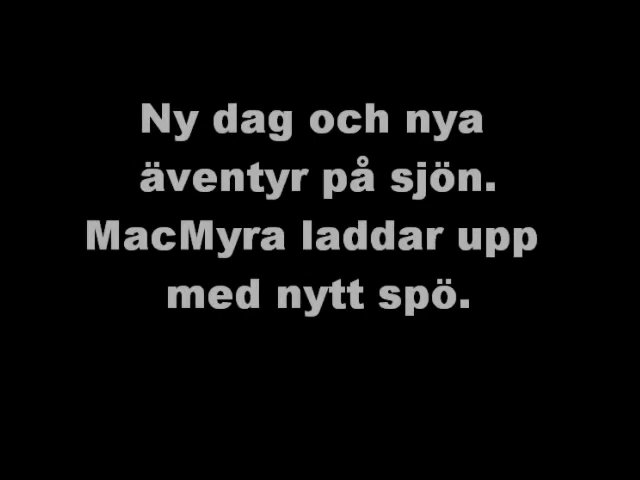 Ny dag och nya
äventyr på sjön.
MacMyra laddar upp
med nytt spö.